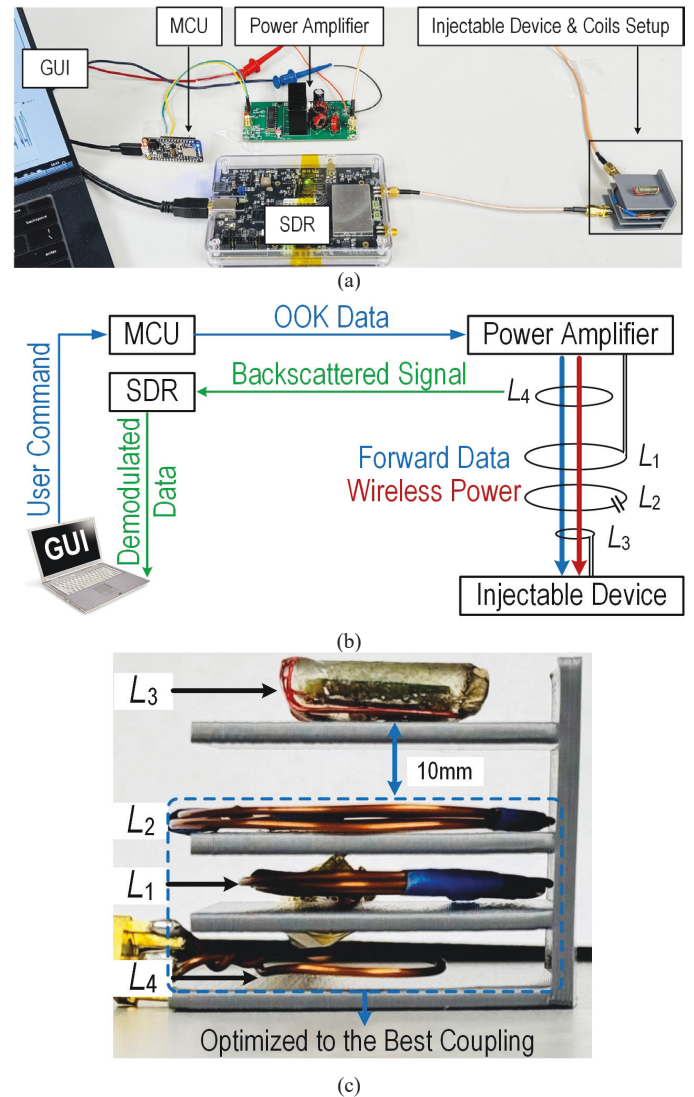 MCU
Power Amplifier
Injectable Device & Coils Setup
GUI
SDR
(a)
MCU
OOK Data
Power Amplifier
SDR
Backscattered Signal
L4
User Command
Demodulated
Data
Forward Data
L1
Wireless Power
L2
L3
GUI
Injectable Device
(b)
L3
10mm
L2
L1
L4
Optimized to the Best Coupling
(c)